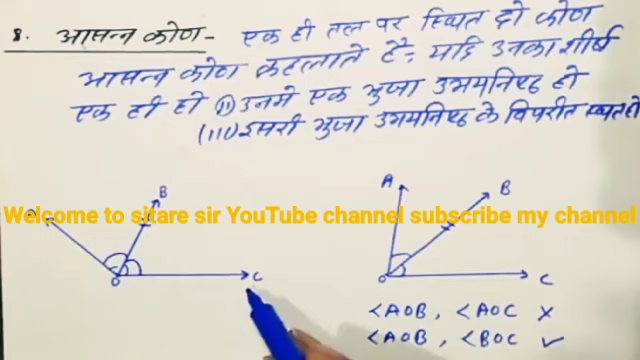 8. आसन्न कोण - एक ही तल पर स्थित दो कोण
आसन्न कोण कहलाते हैं, यदि उनका शीर्ष
एक ही हो (ii) उनमे एक भुजा उभयनिष्ठ हो
(iii) दूसरी भुजा उभयनिष्ठ के विपरीत स्थित हो
Welcome to sitare sir YouTube channel subscribe my channel
B
O
C
A
B
O
C
<AOB, <AOC ×
<AOB, <BOC ✓